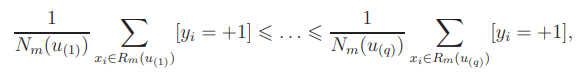 \frac{1}{N_m(u_{(1)})} \sum_{x_i \in R_m(u_{(1)})} [y_i = +1] \leqslant \ldots \leqslant \frac{1}{N_m(u_{(q)})} \sum_{x_i \in R_m(u_{(q)})} [y_i = +1],